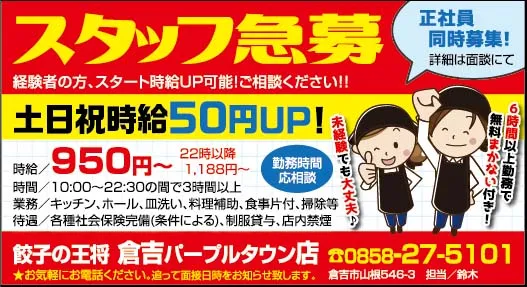 スタッフ急募
正社員
同時募集!
詳細は面談にて
経験者の方、スタート時給UP可能!ご相談ください!!
土日祝時給50円UP!
時給/950円~ 22時以降
1,188円~
勤務時間
応相談
時間/10:00~22:30の間で3時間以上
業務/キッチン、ホール、皿洗い、料理補助、食事片付、掃除等
待遇/各種社会保険完備(条件による)、制服貸与、店内禁煙
未経験でも大丈夫♪
6時間以上勤務で
無料まかない付き!
餃子の王将 倉吉パープルタウン店 ☎0858-27-5101
★お気軽にお電話ください。追って面接日時をお知らせ致します。 倉吉市山根546-3 担当/鈴木